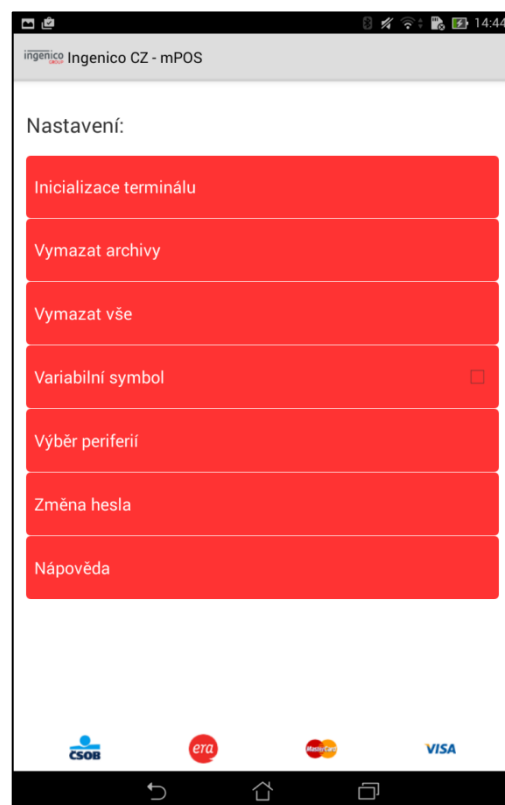 14:44
ingenico GROUP Ingenico CZ - mPOS
Nastavení:
Inicializace terminálu
Vymazat archivy
Vymazat vše
Variabilní symbol
Výběr periferií
Změna hesla
Nápověda
ČSOB era MasterCard VISA